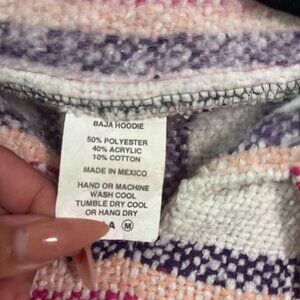 BAJA HOODIE
50% POLYESTER
40% ACRYLIC
10% COTTON
MADE IN MEXICO
HAND OR MACHINE
WASH COOL
TUMBLE DRY COOL
OR HANG DRY
A M